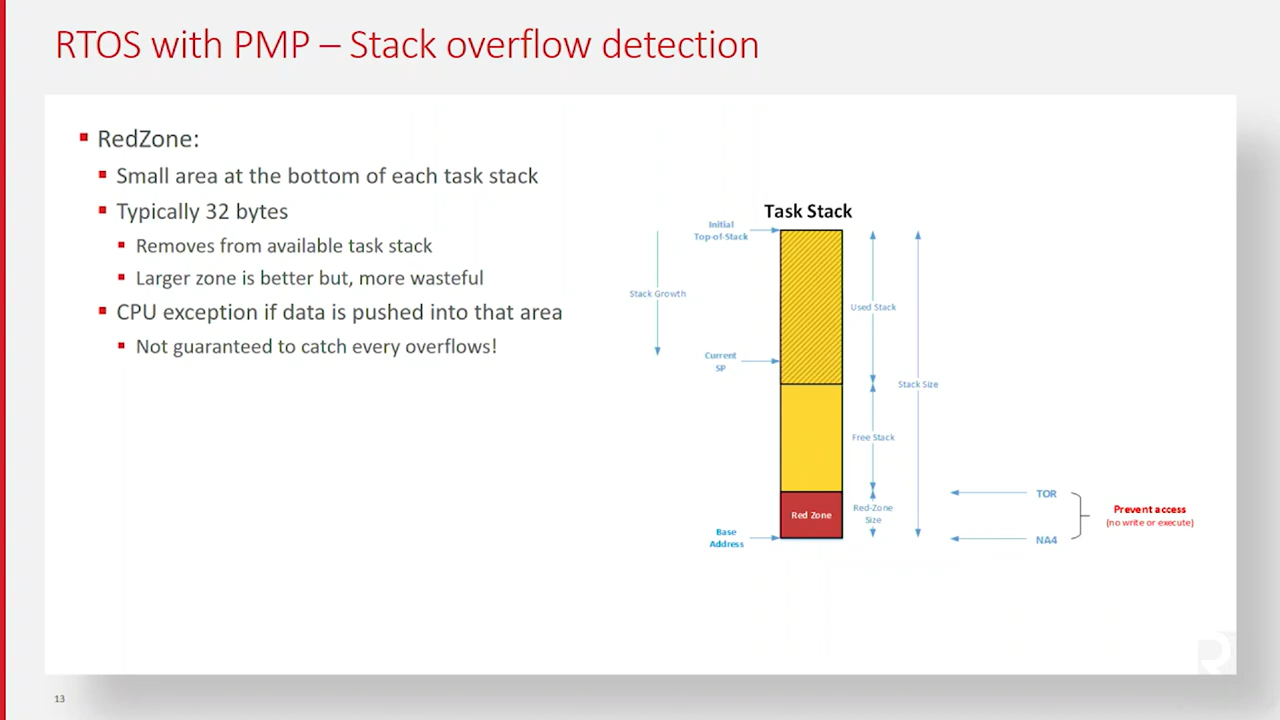 RTOS with PMP – Stack overflow detection
RedZone:
Small area at the bottom of each task stack
Typically 32 bytes
Removes from available task stack
Larger zone is better but, more wasteful
CPU exception if data is pushed into that area
Not guaranteed to catch every overflows!
Task Stack
Initial
Top-of-Stack
Stack Growth
Used Stack
Current
SP
Stack Size
Free Stack
Red Zone
Red-Zone
Size
Base
Address
TOR
NA4
Prevent access
(no write or execute)
R
13